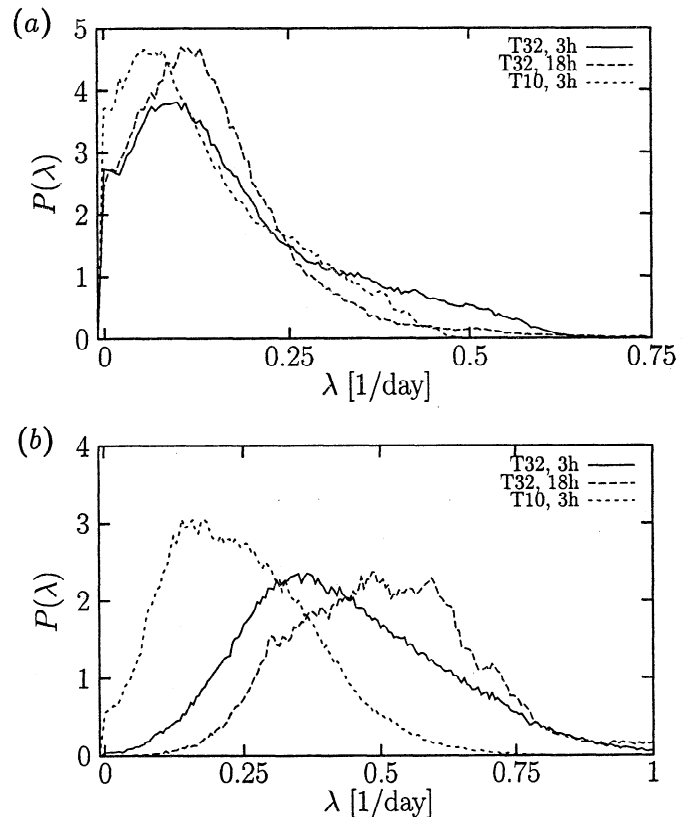 (a)
5
4
3
2
1
0
P(λ)
T32, 3h
T32, 18h
T10, 3h
0 0.25 0.5 0.75
λ [1/day]
(b)
4
3
2
1
0
P(λ)
T32, 3h
T32, 18h
T10, 3h
0 0.25 0.5 0.75 1
λ [1/day]